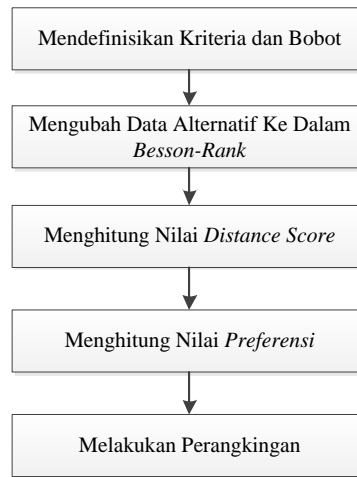 Mendefinisikan Kriteria dan Bobot
Mengubah Data Alternatif Ke Dalam
Besson-Rank
Menghitung Nilai Distance Score
Menghitung Nilai Preferensi
Melakukan Perangkingan